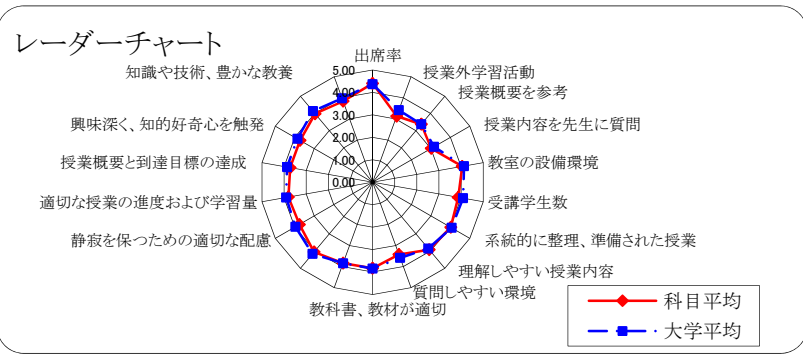 レーダーチャート
出席率
授業外学習活動
授業概要を参考
授業内容を先生に質問
教室の設備環境
受講学生数
系統的に整理、準備された授業
理解しやすい授業内容
質問しやすい環境
教科書、教材が適切
静寂を保つための適切な配慮
適切な授業の進度および学習量
授業概要と到達目標の達成
興味深く、知的好奇心を触発
知識や技術、豊かな教養
5.00
4.00
3.00
2.00
1.00
0.00
科目平均
大学平均